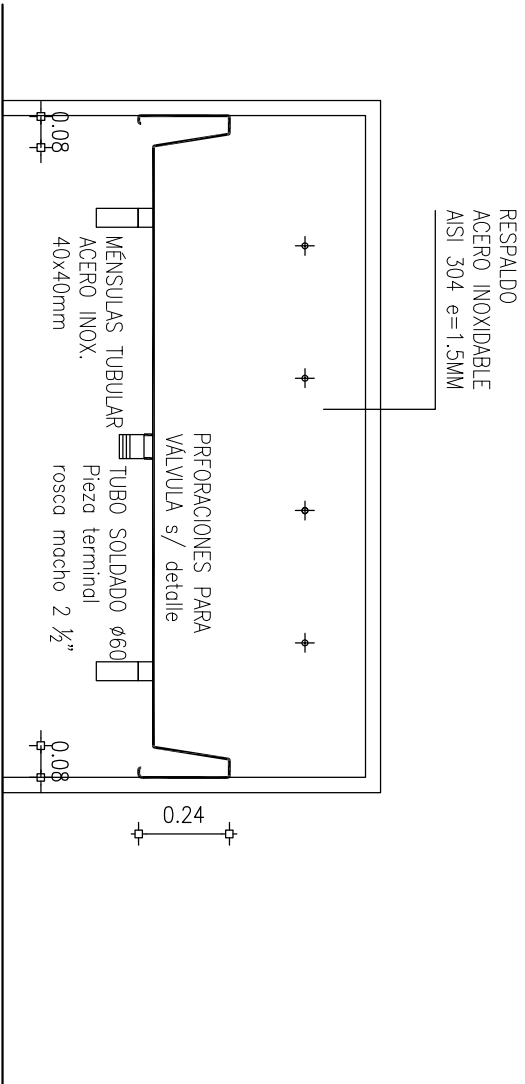 RESPALDO
ACERO INOXIDABLE
AISI 304 e=1.5MM
PRFORACIONES PARA
VÁLVULA s/ detalle
MÉNSULAS TUBULAR
ACERO INOX.
40x40mm
TUBO SOLDADO ø60
Pieza terminal
rosca macho 2 ½"
0.08
0.08
0.24